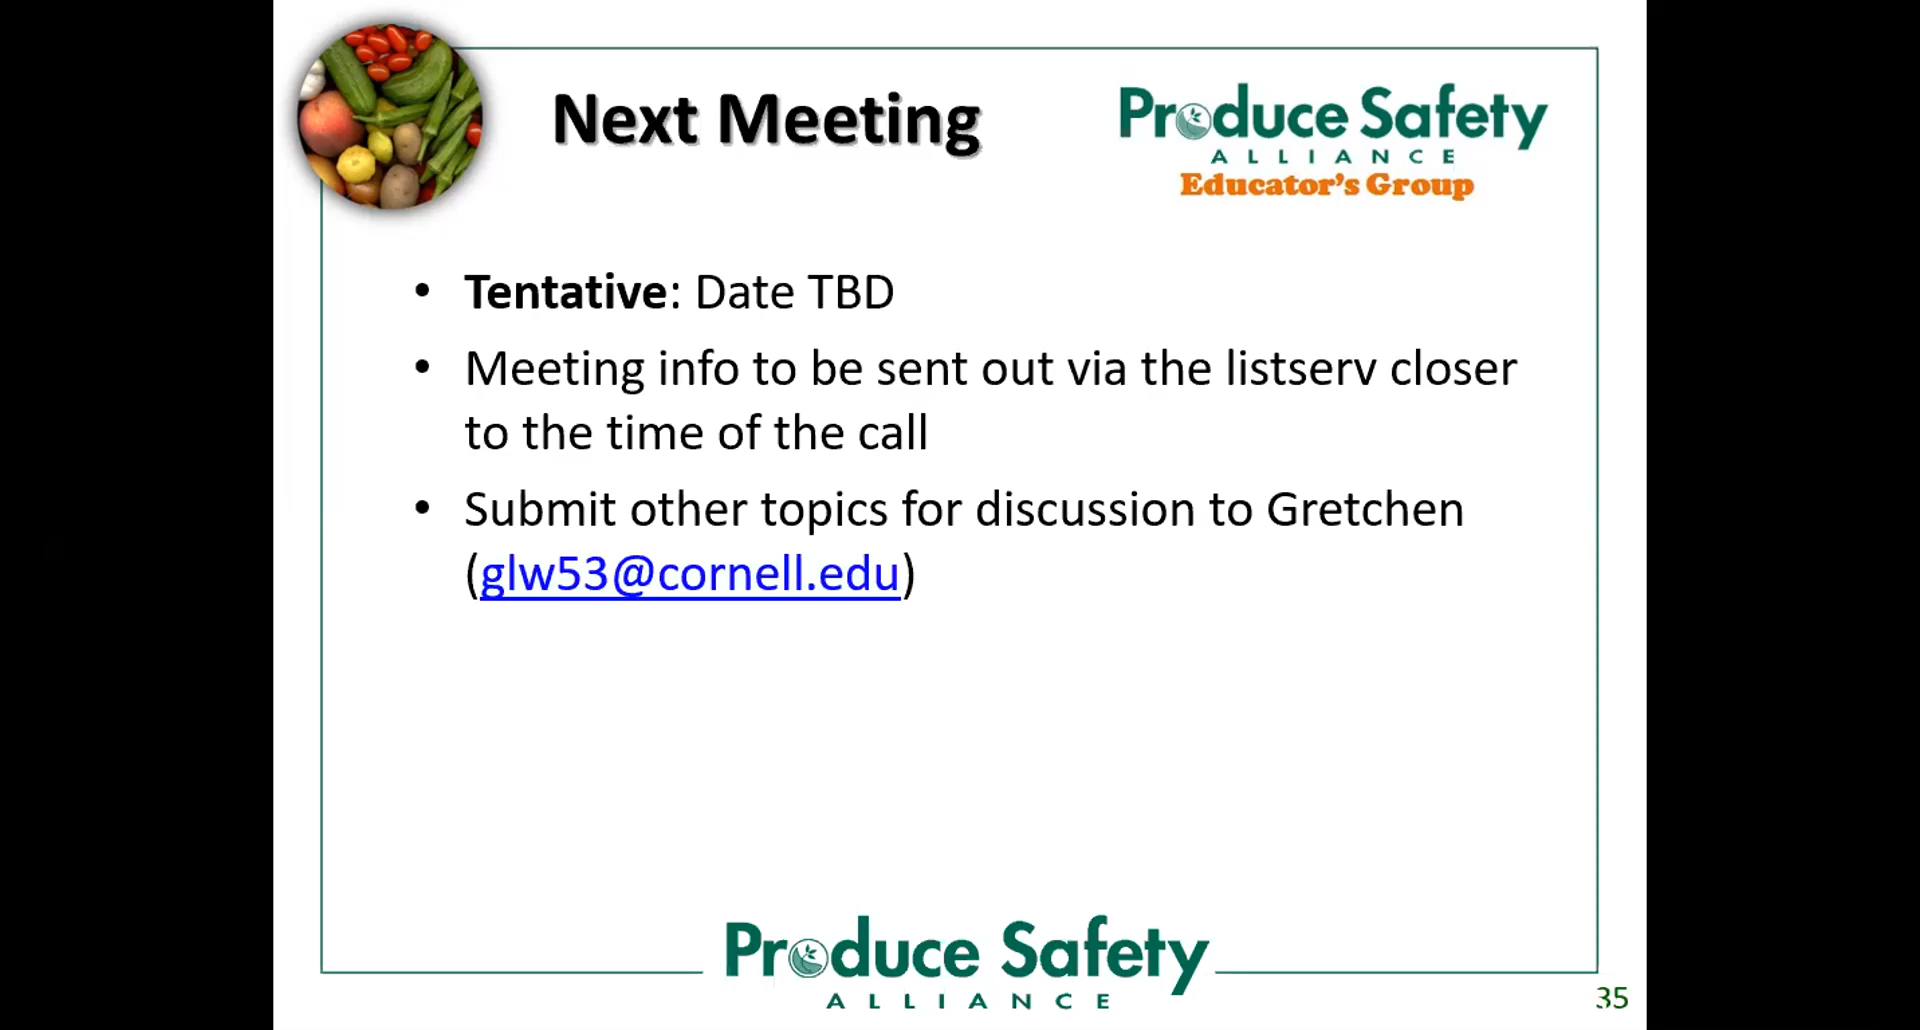 Next Meeting
Produce Safety
ALLIANCE
Educator's Group
• Tentative: Date TBD
• Meeting info to be sent out via the listserv closer
to the time of the call
• Submit other topics for discussion to Gretchen
(glw53@cornell.edu)
Produce Safety
ALLIANCE
35